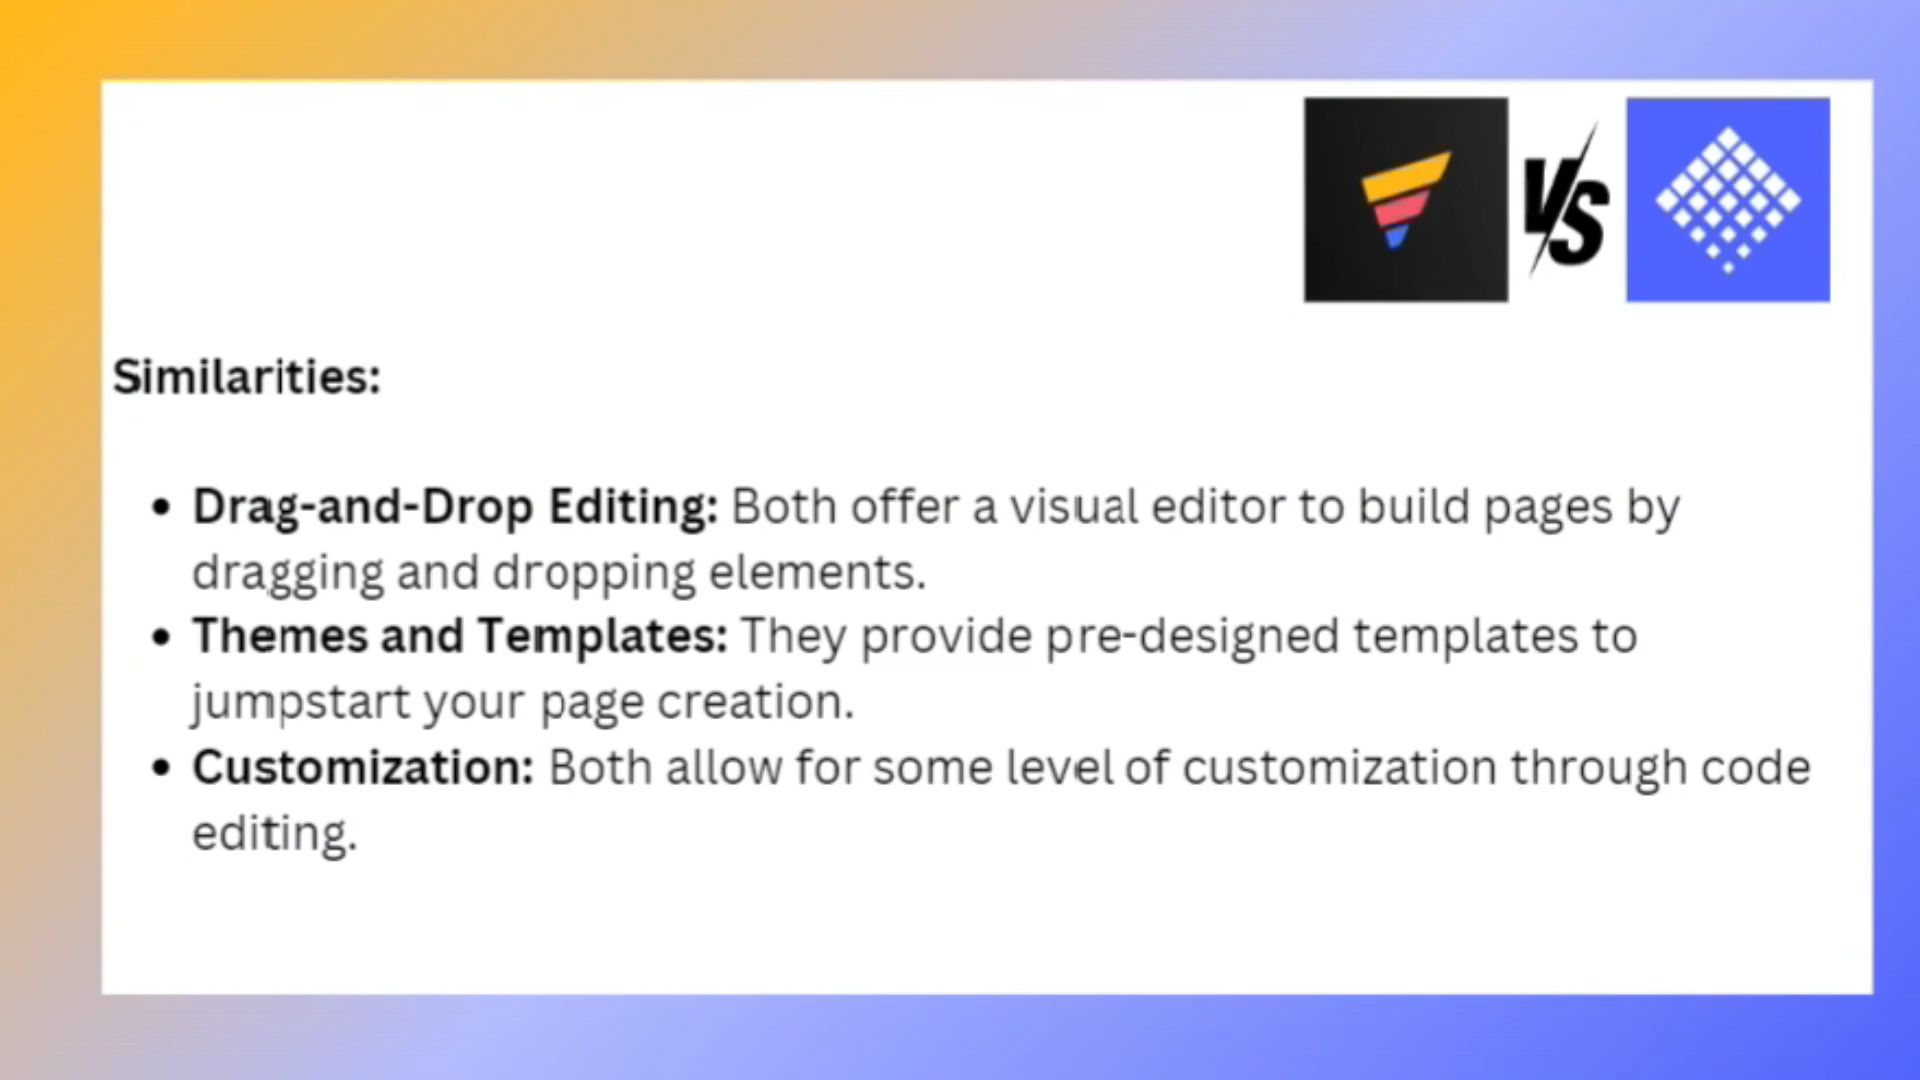 VS
Similarities:
• Drag-and-Drop Editing: Both offer a visual editor to build pages by
dragging and dropping elements.
• Themes and Templates: They provide pre-designed templates to
jumpstart your page creation.
• Customization: Both allow for some level of customization through code
editing.